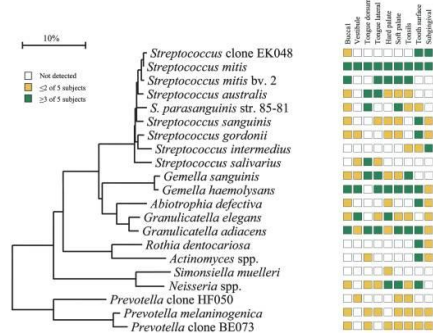 10%
Not detected
≤2 of 5 subjects
≥3 of 5 subjects
Buccal
Vestibule
Tongue dorsum
Tongue lateral
Hard palate
Soft palate
Tonsils
Tooth surface
Subgingival
Streptococcus clone EK048
Streptococcus mitis
Streptococcus mitis bv. 2
Streptococcus australis
S. parasanguinis str. 85-81
Streptococcus sanguinis
Streptococcus gordonii
Streptococcus intermedius
Streptococcus salivarius
Gemella sanguinis
Gemella haemolysans
Abiotrophia defectiva
Granulicatella elegans
Granulicatella adiacens
Rothia dentocariosa
Actinomyces spp.
Simonsiella muelleri
Neisseria spp.
Prevotella clone HF050
Prevotella melaninogenica
Prevotella clone BE073